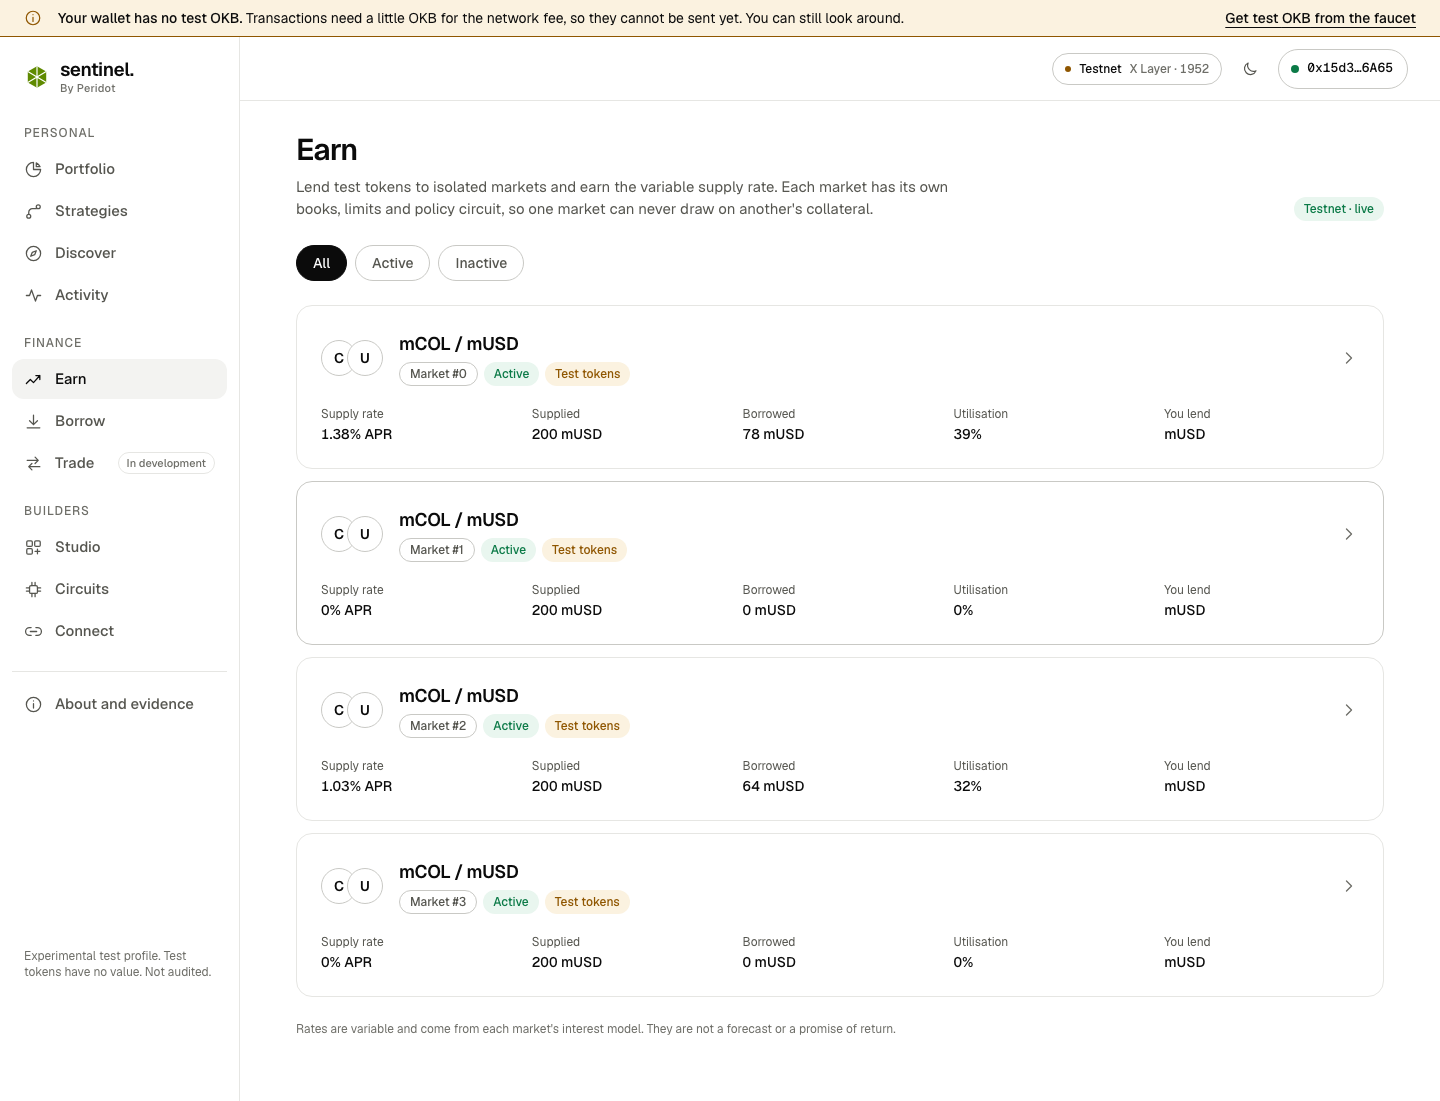 Your wallet has no test OKB. Transactions need a little OKB for the network fee, so they cannot be sent yet. You can still look around.
Get test OKB from the faucet
sentinel.
By Peridot
Testnet X Layer · 1952
0x15d3…6A65
PERSONAL
Portfolio
Strategies
Discover
Activity
FINANCE
Earn
Borrow
Trade
In development
BUILDERS
Studio
Circuits
Connect
About and evidence
Experimental test profile. Test
tokens have no value. Not audited.
Earn
Lend test tokens to isolated markets and earn the variable supply rate. Each market has its own
books, limits and policy circuit, so one market can never draw on another's collateral.
Testnet · live
All
Active
Inactive
C U
mCOL / mUSD
Market #0 Active Test tokens
Supply rate Supplied Borrowed Utilisation You lend
1.38% APR 200 mUSD 78 mUSD 39% mUSD
C U
mCOL / mUSD
Market #1 Active Test tokens
Supply rate Supplied Borrowed Utilisation You lend
0% APR 200 mUSD 0 mUSD 0% mUSD
C U
mCOL / mUSD
Market #2 Active Test tokens
Supply rate Supplied Borrowed Utilisation You lend
1.03% APR 200 mUSD 64 mUSD 32% mUSD
C U
mCOL / mUSD
Market #3 Active Test tokens
Supply rate Supplied Borrowed Utilisation You lend
0% APR 200 mUSD 0 mUSD 0% mUSD
Rates are variable and come from each market's interest model. They are not a forecast or a promise of return.